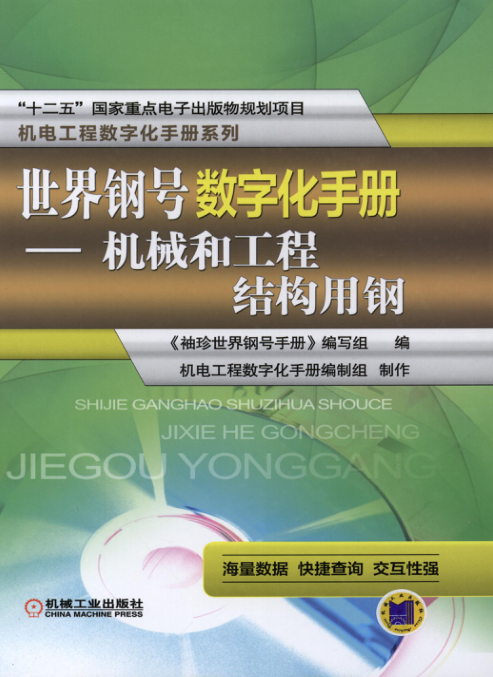 “十二五”国家重点电子出版物规划项目
机电工程数字化手册系列
世界钢号数字化手册
— 机械和工程
结构用钢
《袖珍世界钢号手册》编写组 编
机电工程数字化手册编制组 制作
SHIJIE GANGHAO SHUZIHUA SHOUCE
JIXIE HE GONGCHENG
JIEGOU YONGGANG
海量数据 快捷查询 交互性强
机械工业出版社
CHINA MACHINE PRESS